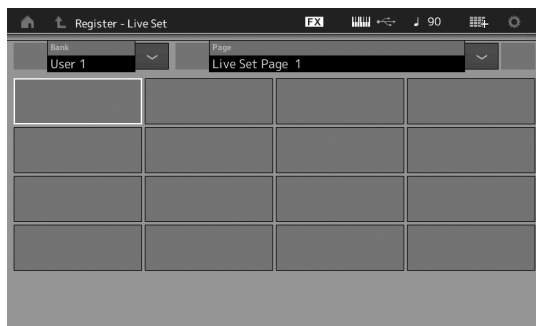 Register - Live Set
FX
♩ 90
Bank
User 1
Page
Live Set Page 1